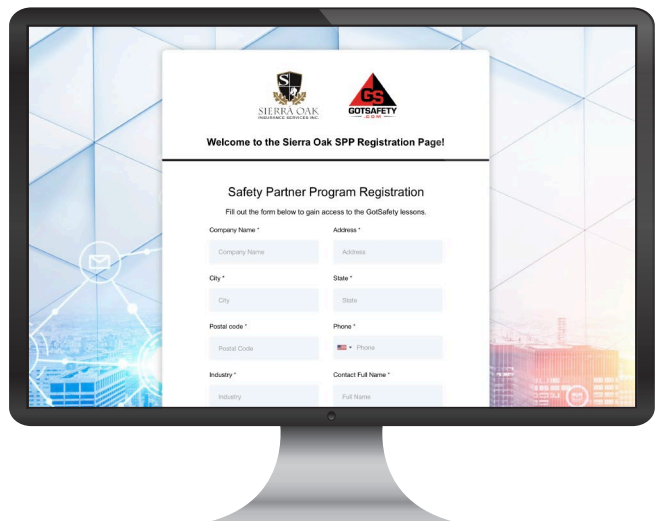 S
SIERRA OAK
INSURANCE SERVICES INC.
GS
GOTSAFETY
.COM
Welcome to the Sierra Oak SPP Registration Page!
Safety Partner Program Registration
Fill out the form below to gain access to the GotSafety lessons.
Company Name * Address *
Company Name Address
City * State *
City State
Postal code * Phone *
Postal Code Phone
Industry * Contact Full Name *
Industry Full Name